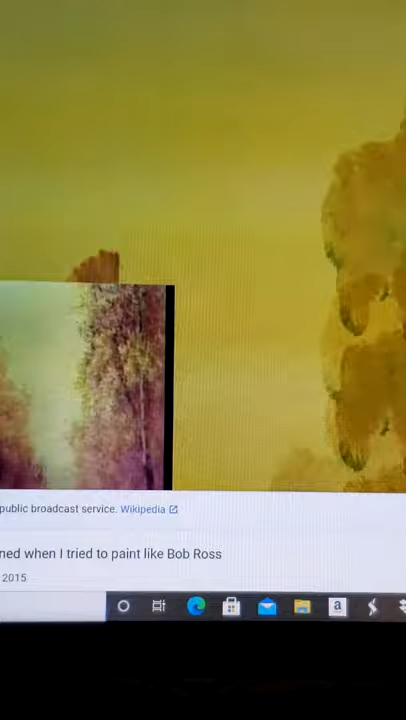 public broadcast service. Wikipedia
ned when I tried to paint like Bob Ross
2015
a